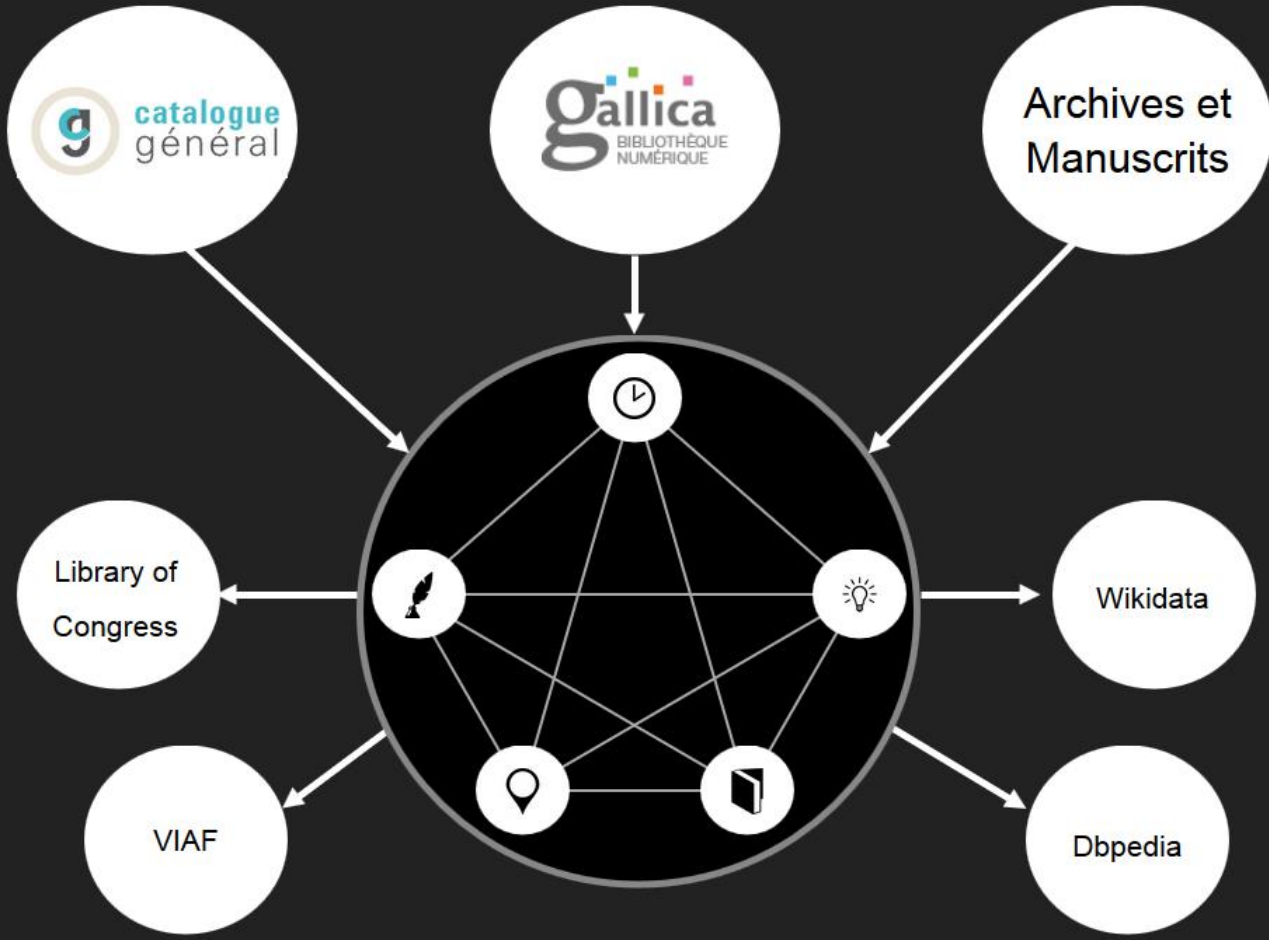 catalogue
général
gallica
BIBLIOTHÈQUE
NUMÉRIQUE
Archives et
Manuscrits
Library of
Congress
Wikidata
VIAF
Dbpedia